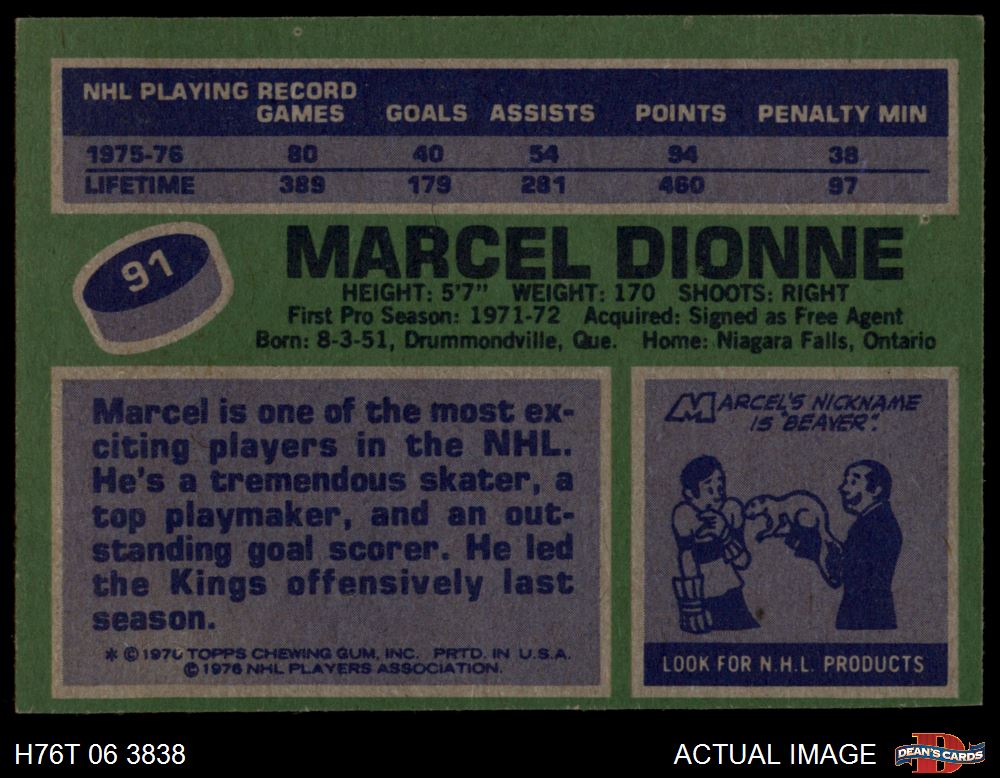 NHL PLAYING RECORD
GAMES GOALS ASSISTS POINTS PENALTY MIN
1975-76 80 40 54 94 38
LIFETIME 389 179 281 460 97
91
MARCEL DIONNE
HEIGHT: 5'7" WEIGHT: 170 SHOOTS: RIGHT
First Pro Season: 1971-72 Acquired: Signed as Free Agent
Born: 8-3-51, Drummondville, Que. Home: Niagara Falls, Ontario
Marcel is one of the most ex-
citing players in the NHL.
He's a tremendous skater, a
top playmaker, and an out-
standing goal scorer. He led
the Kings offensively last
season.
* © 1976 TOPPS CHEWING GUM, INC. PRTD. IN U.S.A.
© 1976 NHL PLAYERS ASSOCIATION.
MARCEL'S NICKNAME
IS "BEAVER".
LOOK FOR N.H.L. PRODUCTS
H76T 06 3838
ACTUAL IMAGE
DEAN'S CARDS